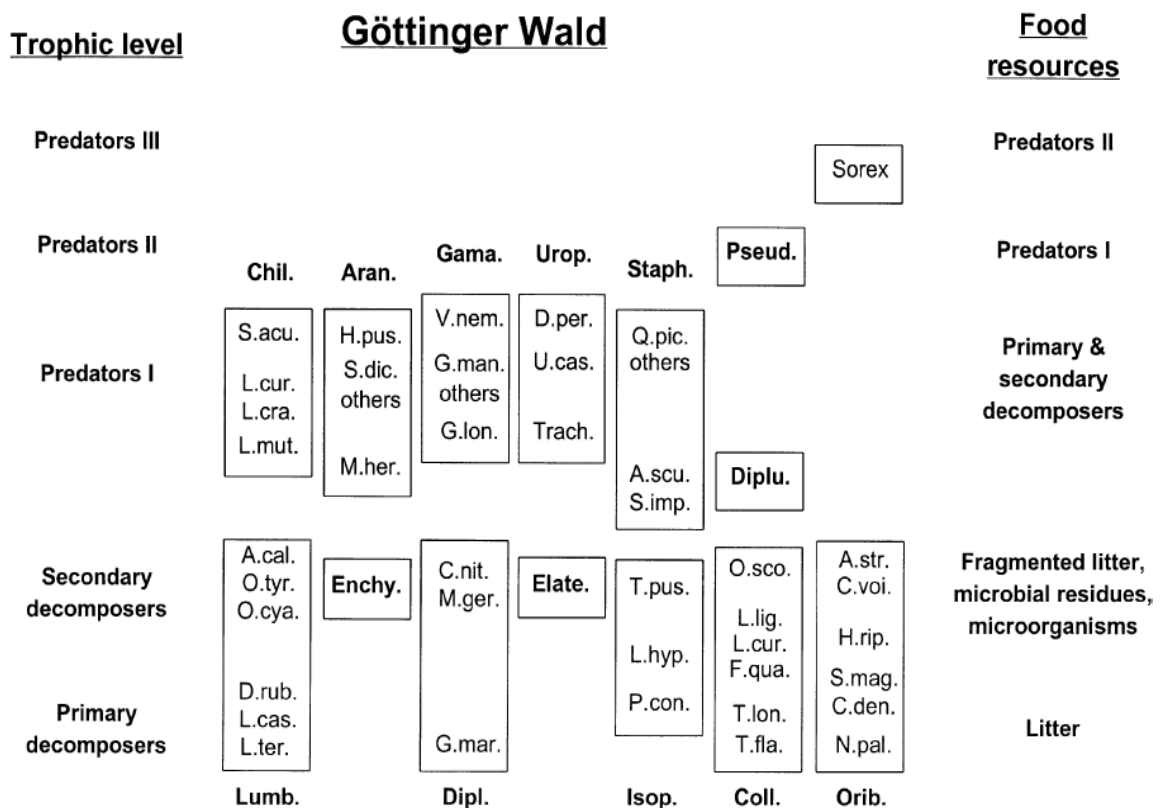 Göttinger Wald
Trophic level
Food
resources
Predators III
Predators II
Sorex
Predators II
Predators I
Chil.
Aran.
Gama.
Urop.
Staph.
Pseud.
Predators I
S.acu.
L.cur.
L.cra.
L.mut.
H.pus.
S.dic.
others
M.her.
V.nem.
G.man.
others
G.lon.
D.per.
U.cas.
Trach.
Q.pic.
others
A.scu.
S.imp.
Diplu.
Primary &
secondary
decomposers
Secondary
decomposers
Primary
decomposers
A.cal.
O.tyr.
O.cya.
D.rub.
L.cas.
L.ter.
Lumb.
Enchy.
C.nit.
M.ger.
G.mar.
Dipl.
Elate.
T.pus.
L.hyp.
P.con.
Isop.
O.sco.
L.lig.
L.cur.
F.qua.
T.lon.
T.fla.
Coll.
A.str.
C.voi.
H.rip.
S.mag.
C.den.
N.pal.
Orib.
Fragmented litter,
microbial residues,
microorganisms
Litter